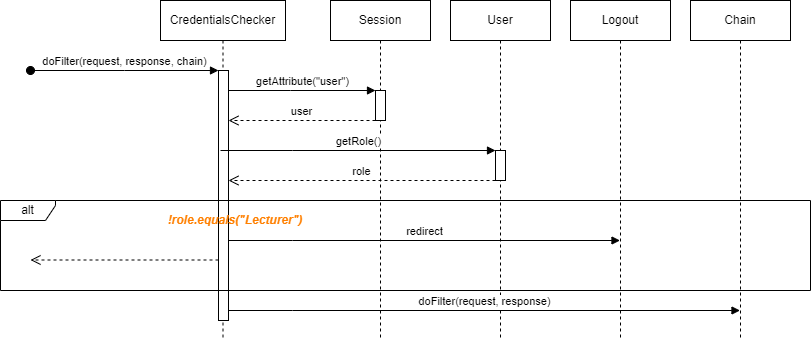 CredentialsChecker
Session
User
Logout
Chain
doFilter(request, response, chain)
getAttribute("user")
user
getRole()
role
alt
!role.equals("Lecturer")
redirect
doFilter(request, response)